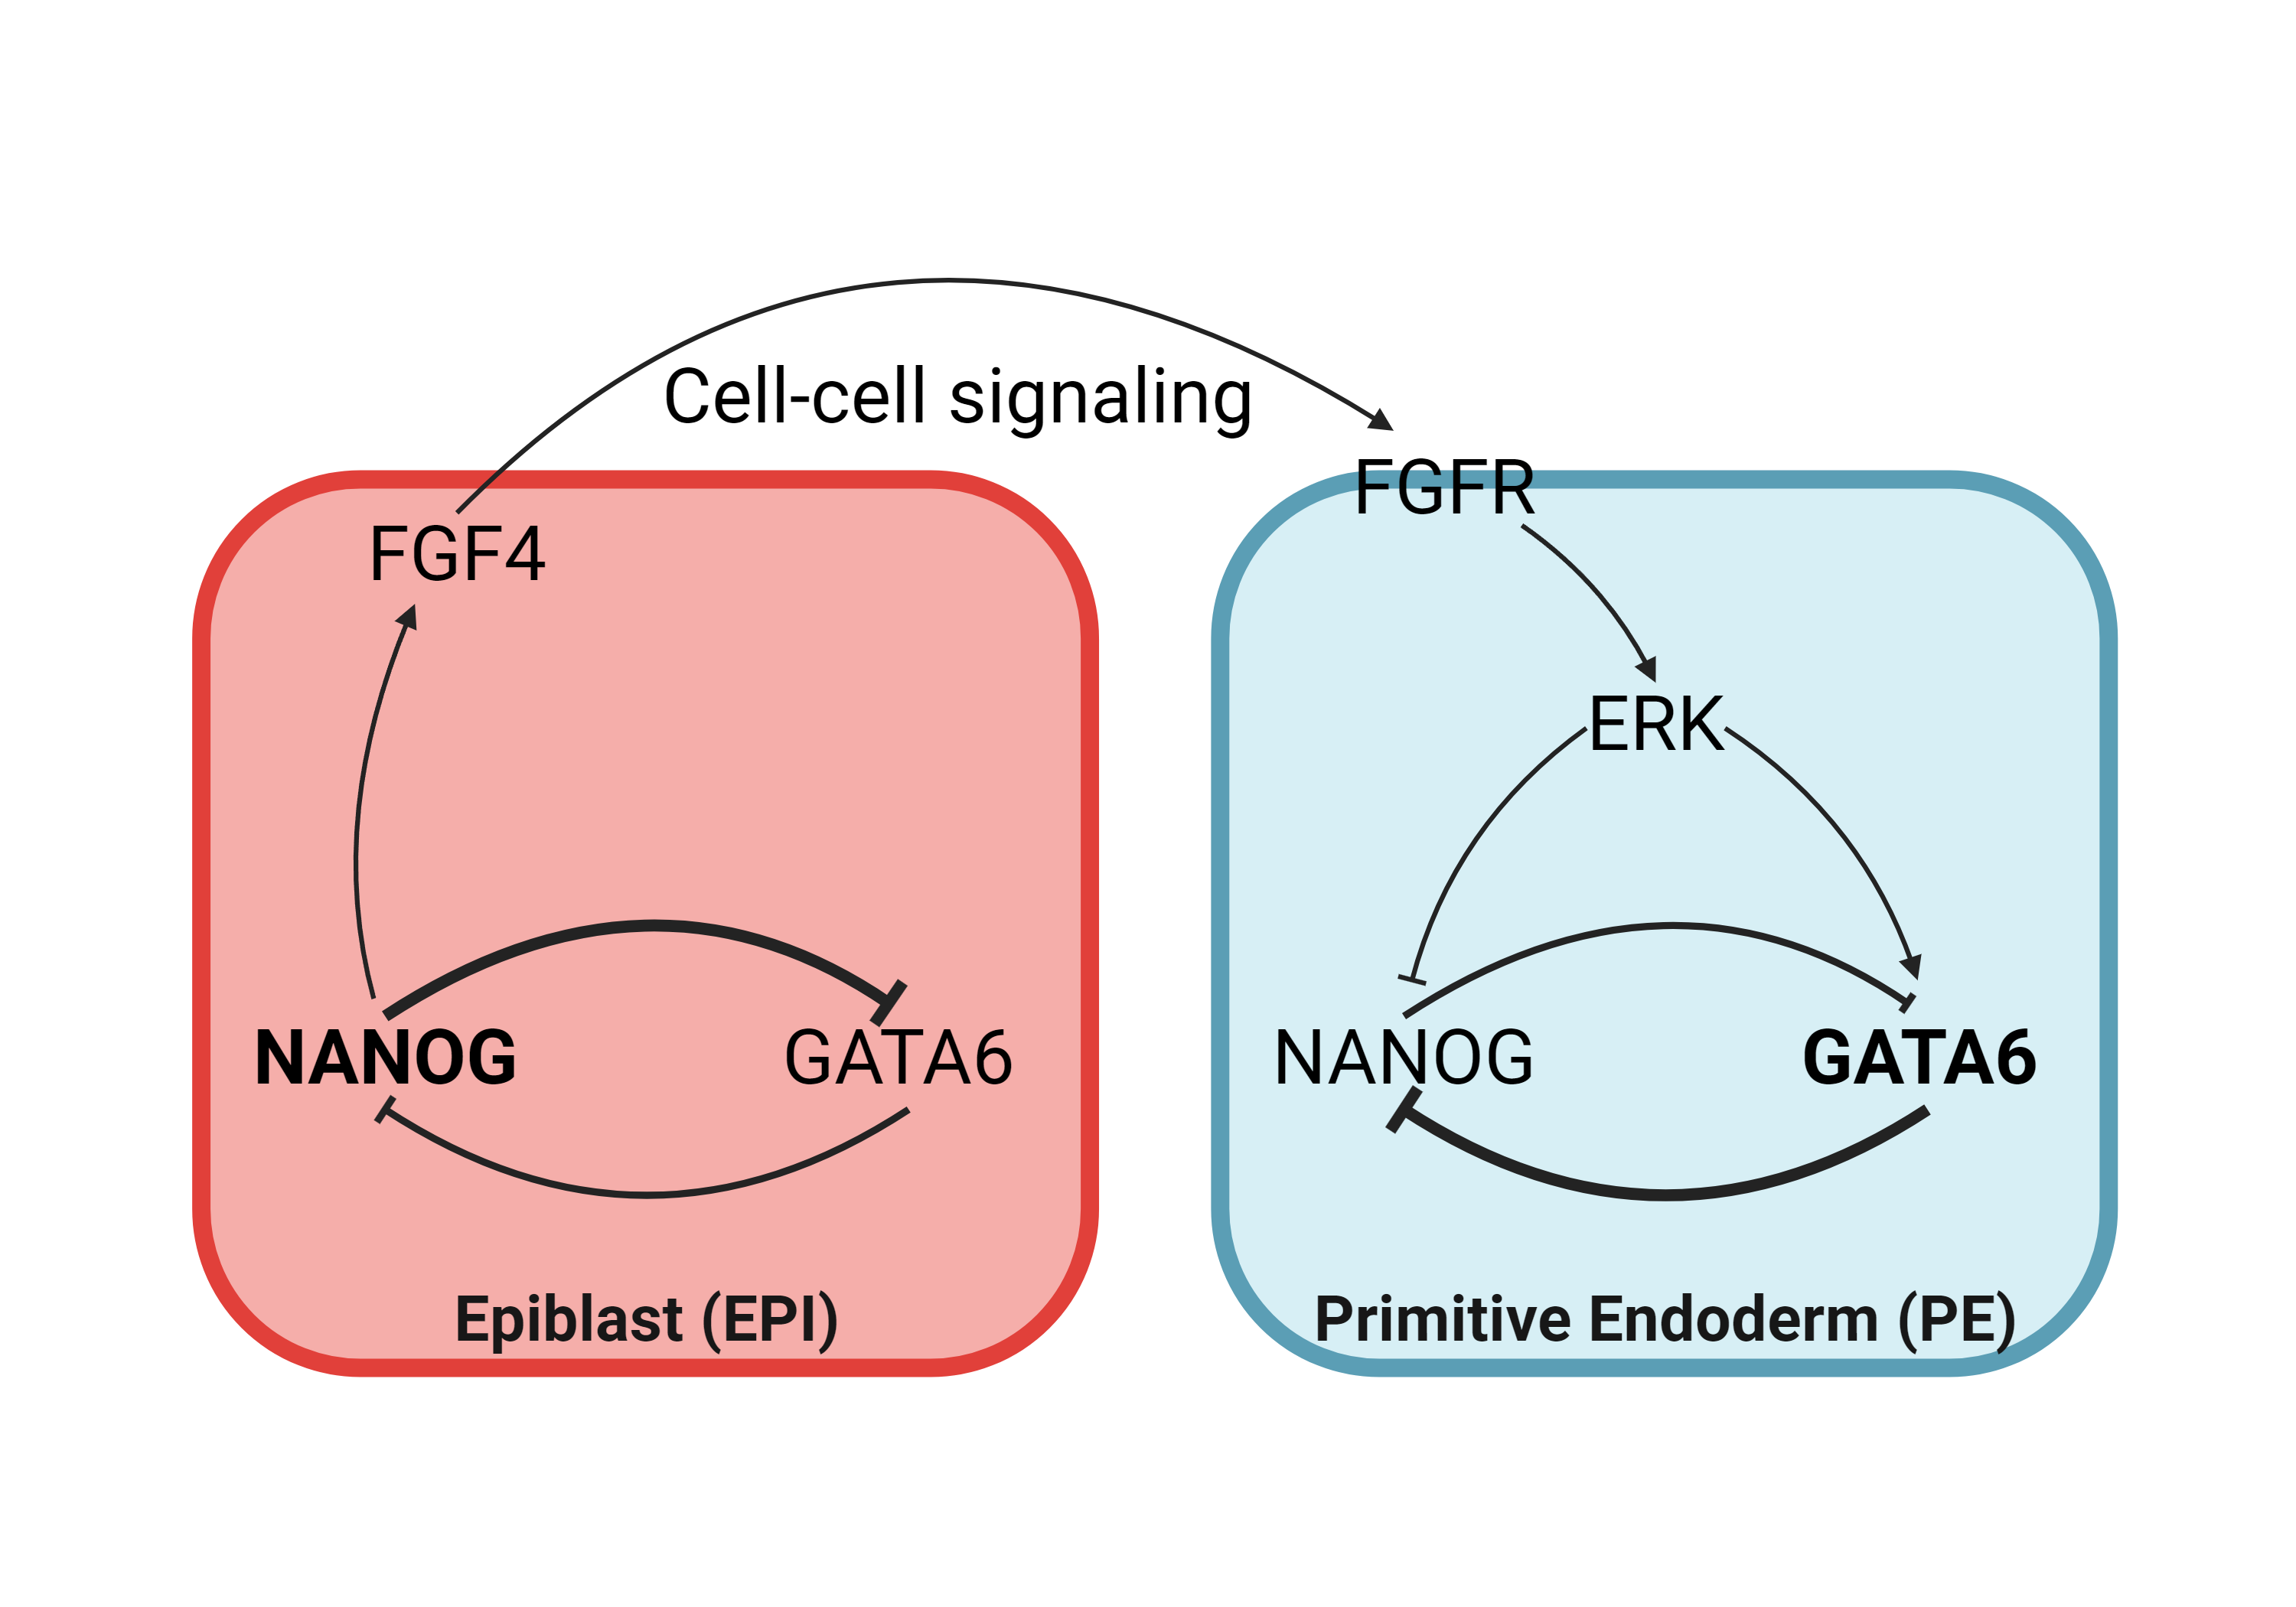 Cell-cell signaling
FGF4
NANOG
GATA6
Epiblast (EPI)
FGFR
ERK
NANOG
GATA6
Primitive Endoderm (PE)